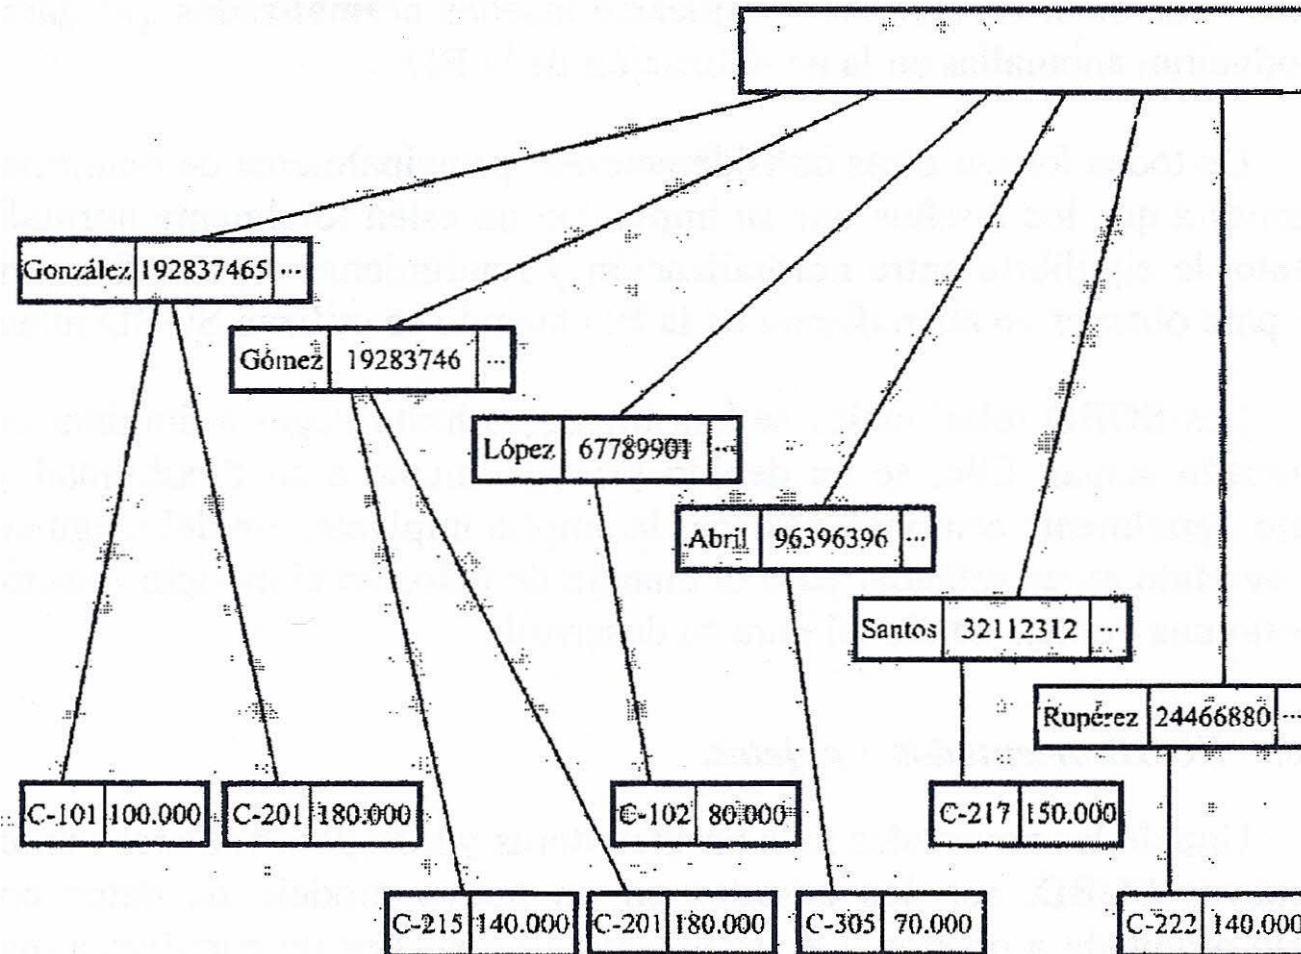 González 192837465 ...
Gómez 19283746 ...
López 67789901 ...
Abril 96396396 ...
Santos 32112312 ...
Rupérez 24466880 ...
C-101 100.000 C-201 180.000 C-102 80.000 C-217 150.000
C-215 140.000 C-201 180.000 C-305 70.000 C-222 140.000